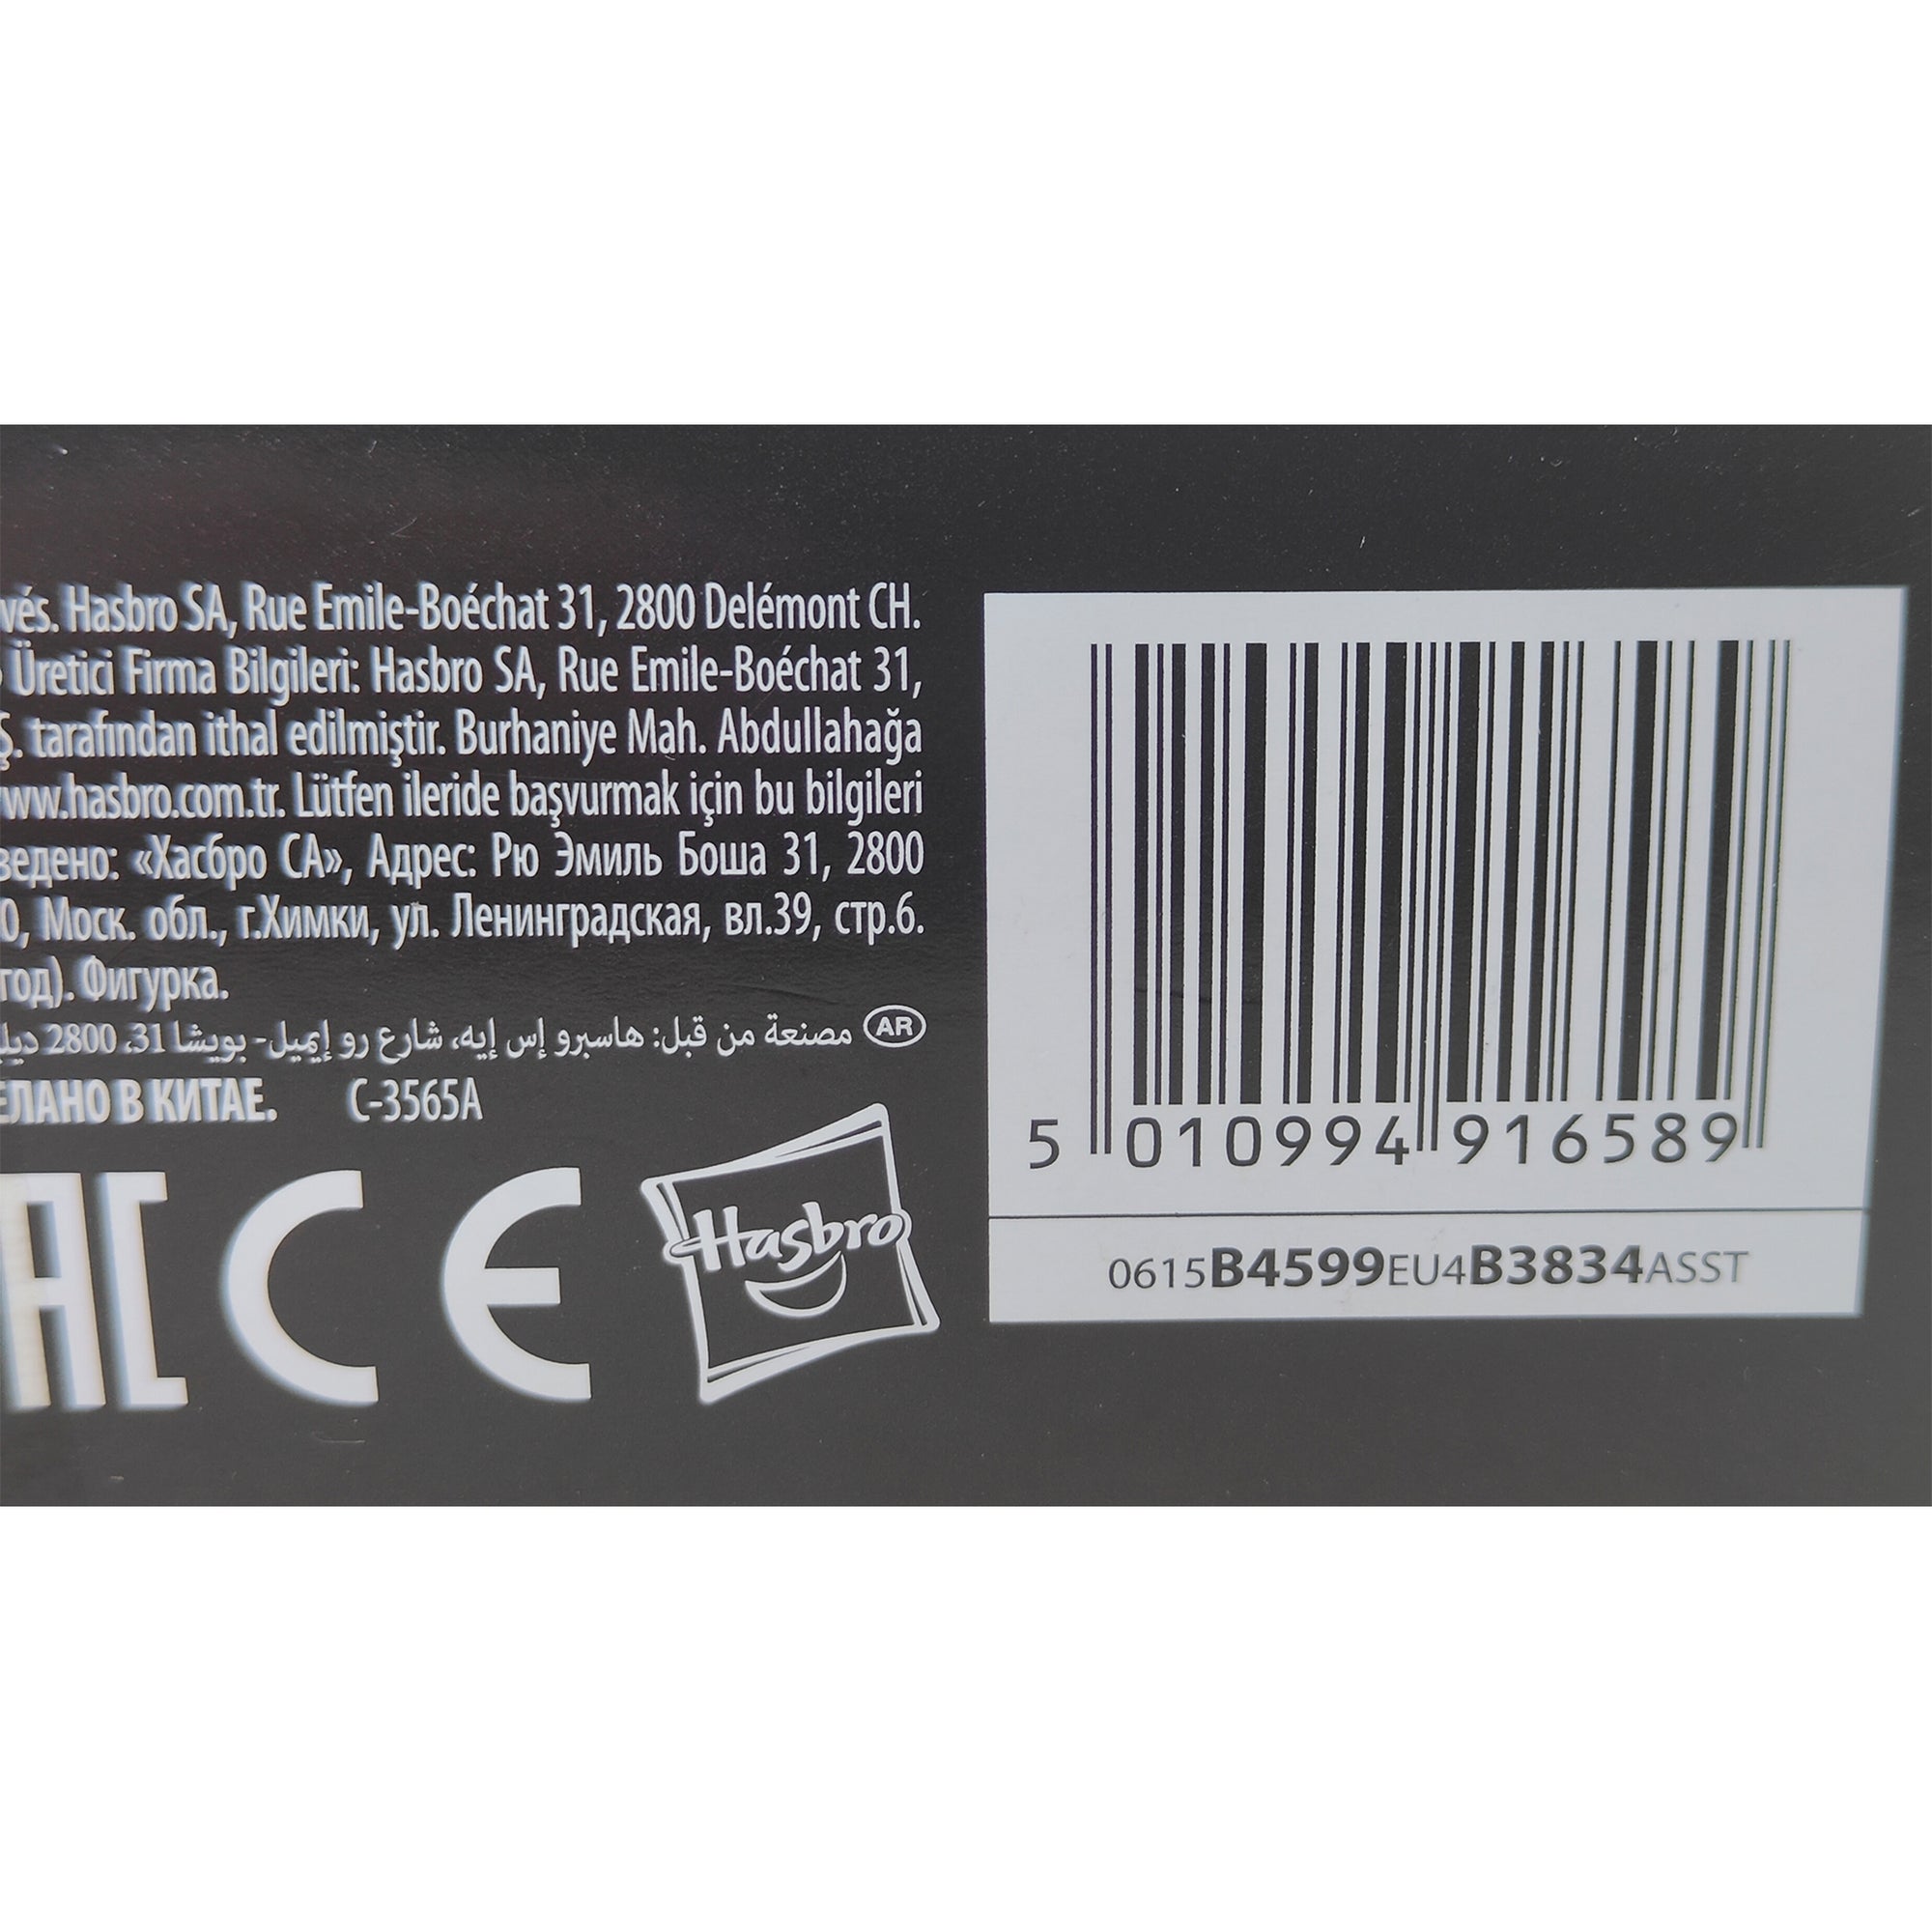 vés. Hasbro SA, Rue Emile-Boéchat 31, 2800 Delémont CH.
Üretici Firma Bilgileri: Hasbro SA, Rue Emile-Boéchat 31,
Ş. tarafından ithal edilmiştir. Burhaniye Mah. Abdullahağa
ww.hasbro.com.tr. Lütfen ileride başvurmak için bu bilgileri
ведено: «Хасбро СА», Адрес: Рю Эмиль Боша 31, 2800
0, Моск. обл., г.Химки, ул. Ленинградская, вл.39, стр.6.
год). Фигурка.
AR مصنعة من قبل: هاسبرو إس إيه، شارع رو إيميل- بويشا 31، 2800 ديل
ЕЛАНО В КИТАЕ. C-3565A
EAC CE Hasbro
5 010994 916589
0615B4599EU4B3834ASST